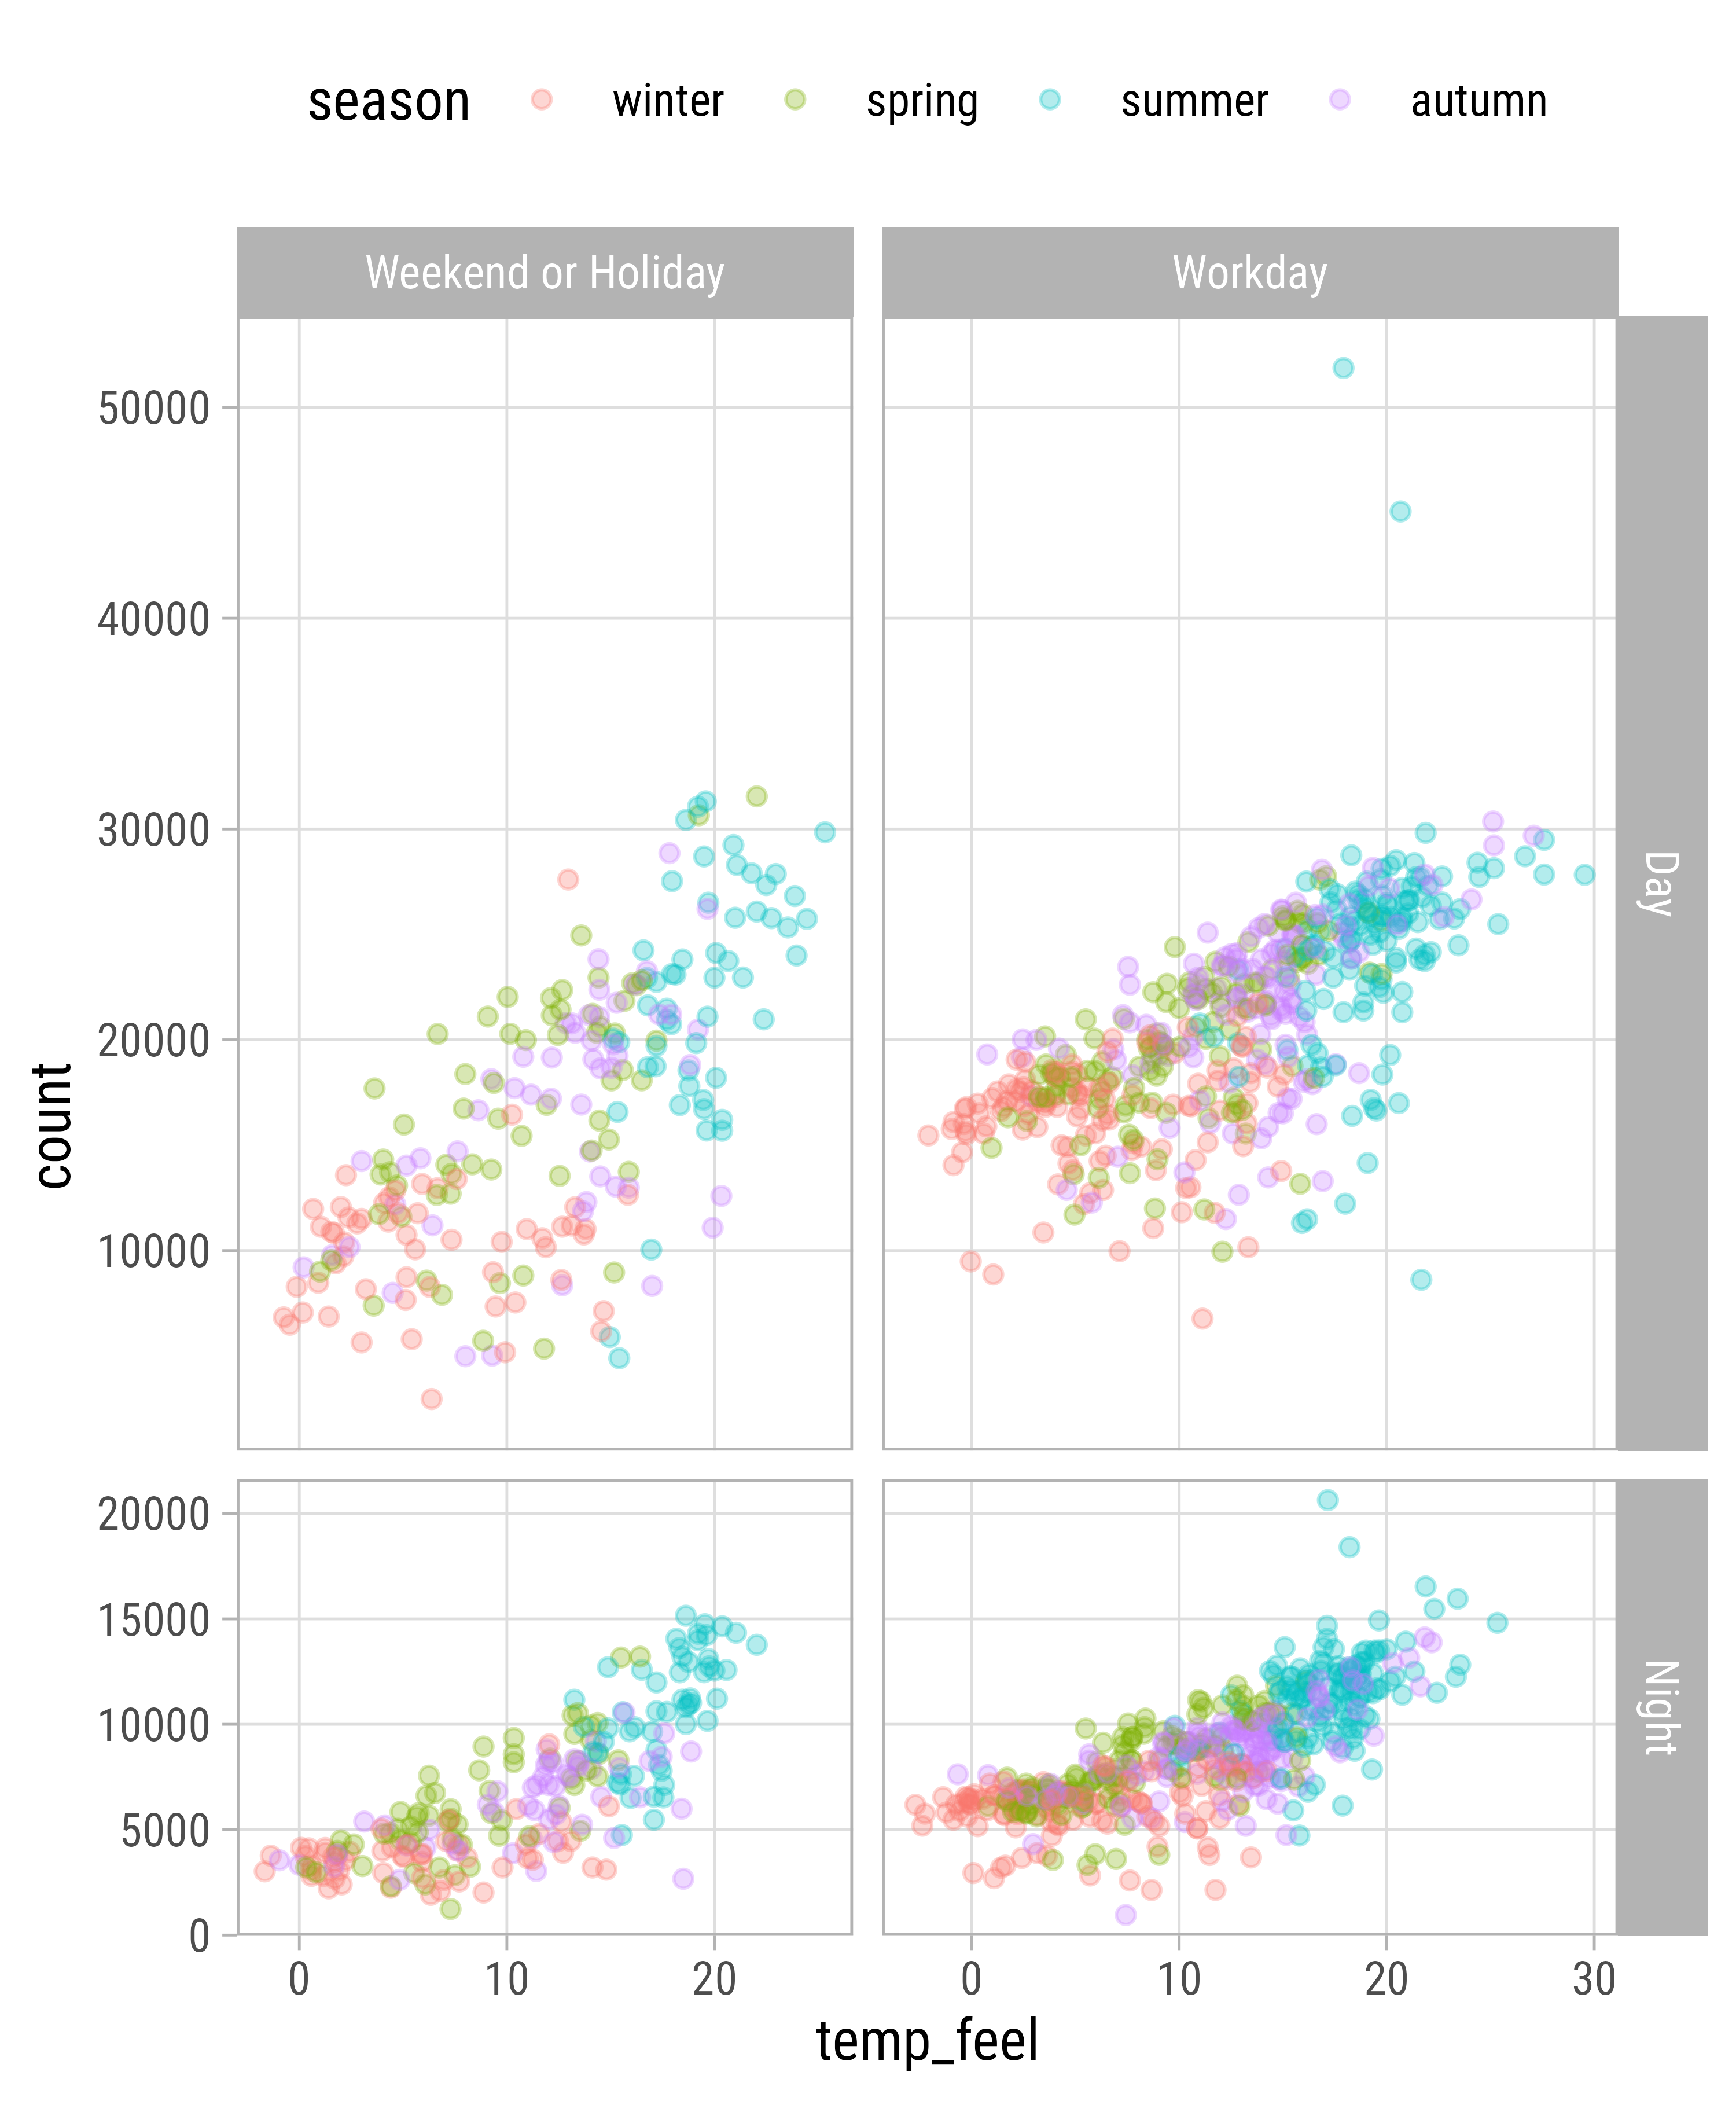 season winter spring summer autumn
Weekend or Holiday Workday
50000
40000
30000
20000
10000
Day
count
20000
15000
10000
5000
0
Night
0 10 20 0 10 20 30
temp_feel